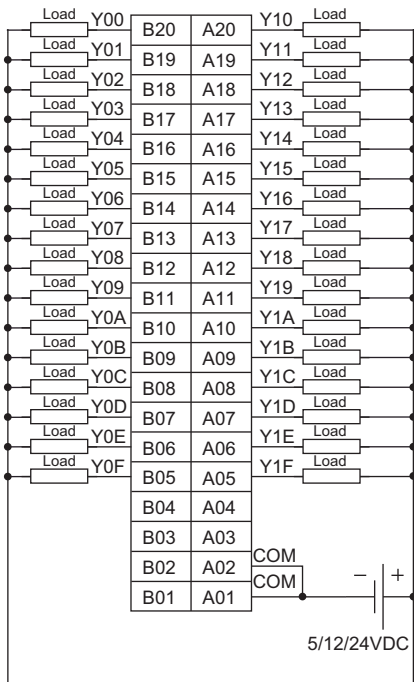 Load Y00 B20 A20 Y10 Load
Load Y01 B19 A19 Y11 Load
Load Y02 B18 A18 Y12 Load
Load Y03 B17 A17 Y13 Load
Load Y04 B16 A16 Y14 Load
Load Y05 B15 A15 Y15 Load
Load Y06 B14 A14 Y16 Load
Load Y07 B13 A13 Y17 Load
Load Y08 B12 A12 Y18 Load
Load Y09 B11 A11 Y19 Load
Load Y0A B10 A10 Y1A Load
Load Y0B B09 A09 Y1B Load
Load Y0C B08 A08 Y1C Load
Load Y0D B07 A07 Y1D Load
Load Y0E B06 A06 Y1E Load
Load Y0F B05 A05 Y1F Load
B04 A04
B03 A03
B02 A02 COM
B01 A01 COM − +
5/12/24VDC